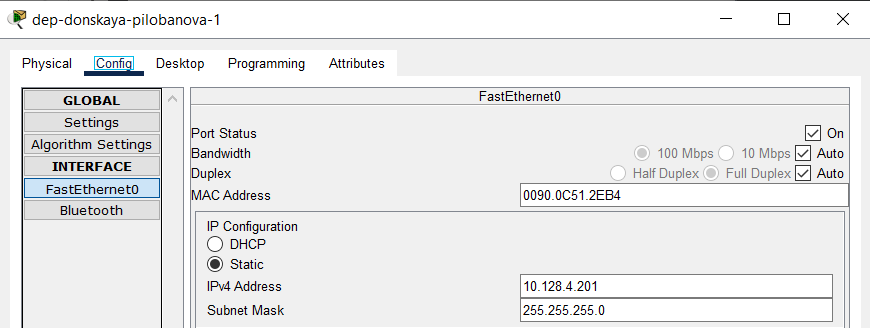 dep-donskaya-pilobanova-1
Physical Config Desktop Programming Attributes
GLOBAL
Settings
Algorithm Settings
INTERFACE
FastEthernet0
Bluetooth
FastEthernet0
Port Status On
Bandwidth 100 Mbps 10 Mbps Auto
Duplex Half Duplex Full Duplex Auto
MAC Address 0090.0C51.2EB4
IP Configuration
DHCP
Static
IPv4 Address 10.128.4.201
Subnet Mask 255.255.255.0